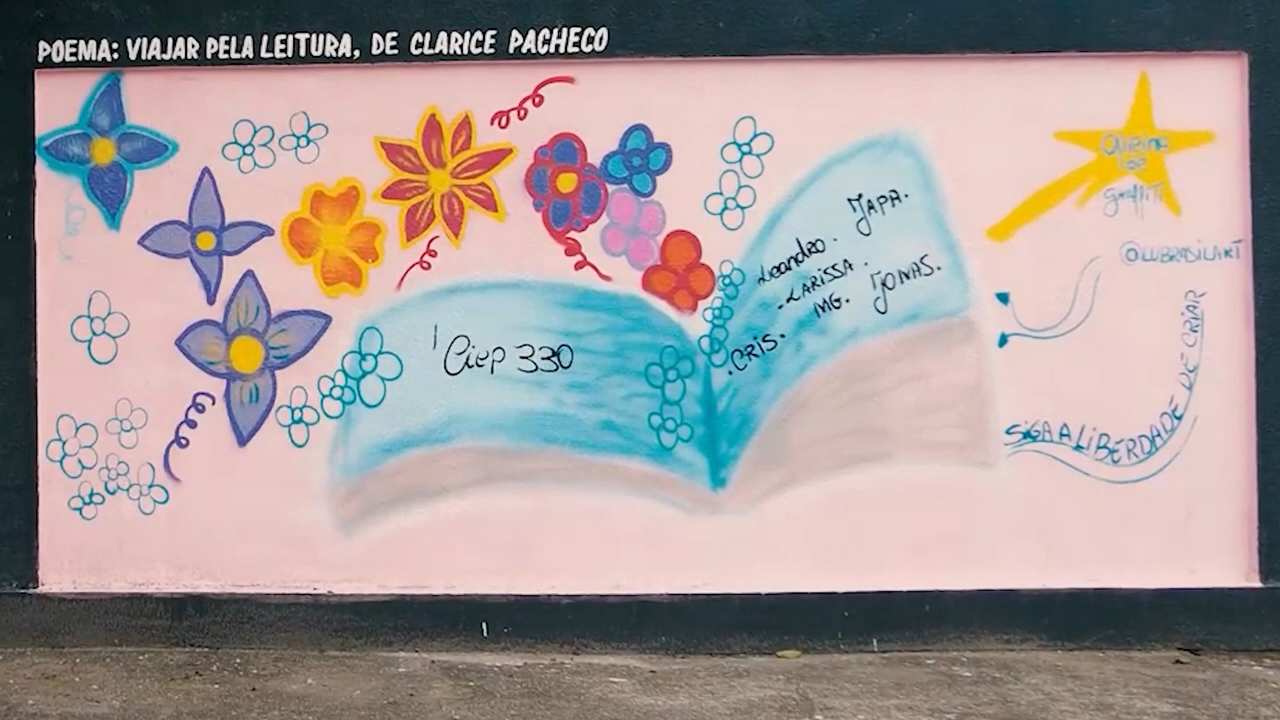 POEMA: VIAJAR PELA LEITURA, DE CLARICE PACHECO
Ciep 330
JAPA.
Leandro.
.LARISSA.
MG. JONAS.
.CRIS.
DE
graffiti
@LUBRASILART
SIGA A LIBERDADE DE CRIAR